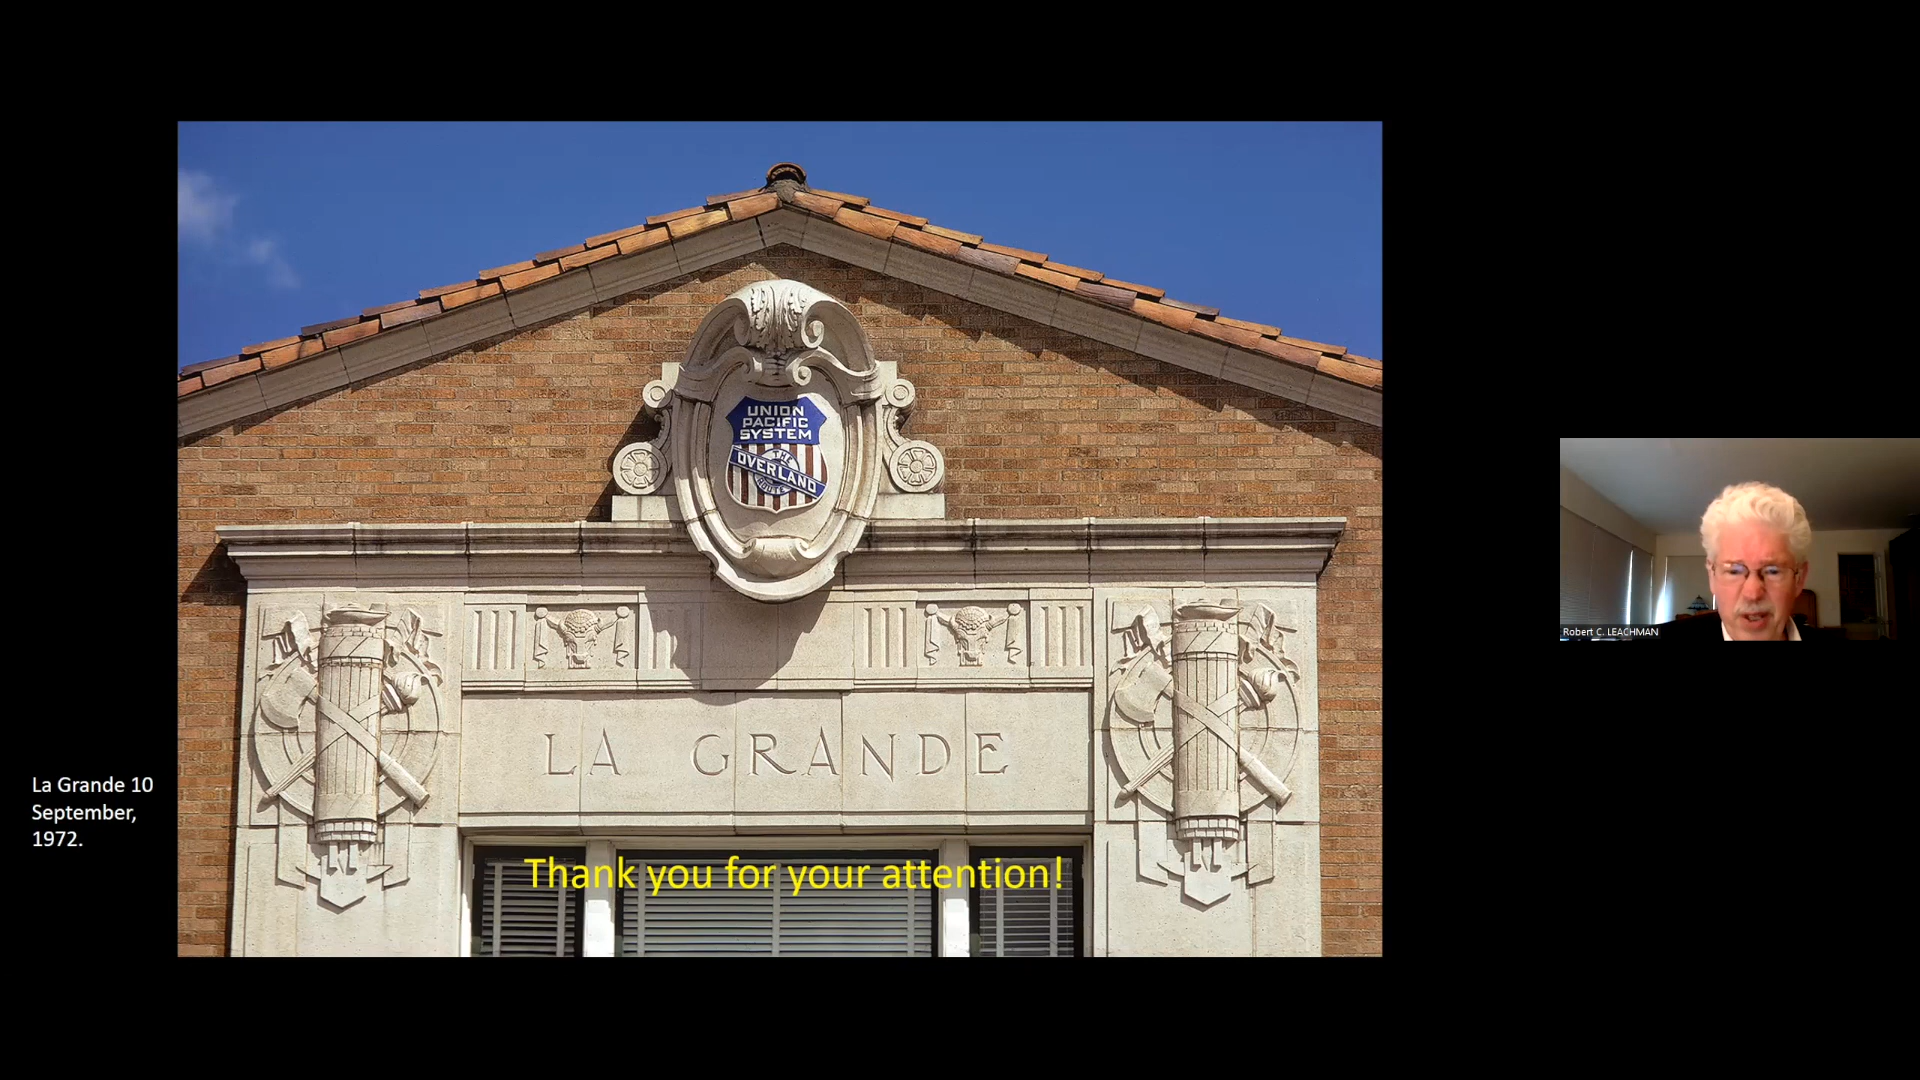 UNION
PACIFIC
SYSTEM
THE
OVERLAND
ROUTE
LA GRANDE
La Grande 10
September,
1972.
Thank you for your attention!
Robert C. LEACHMAN